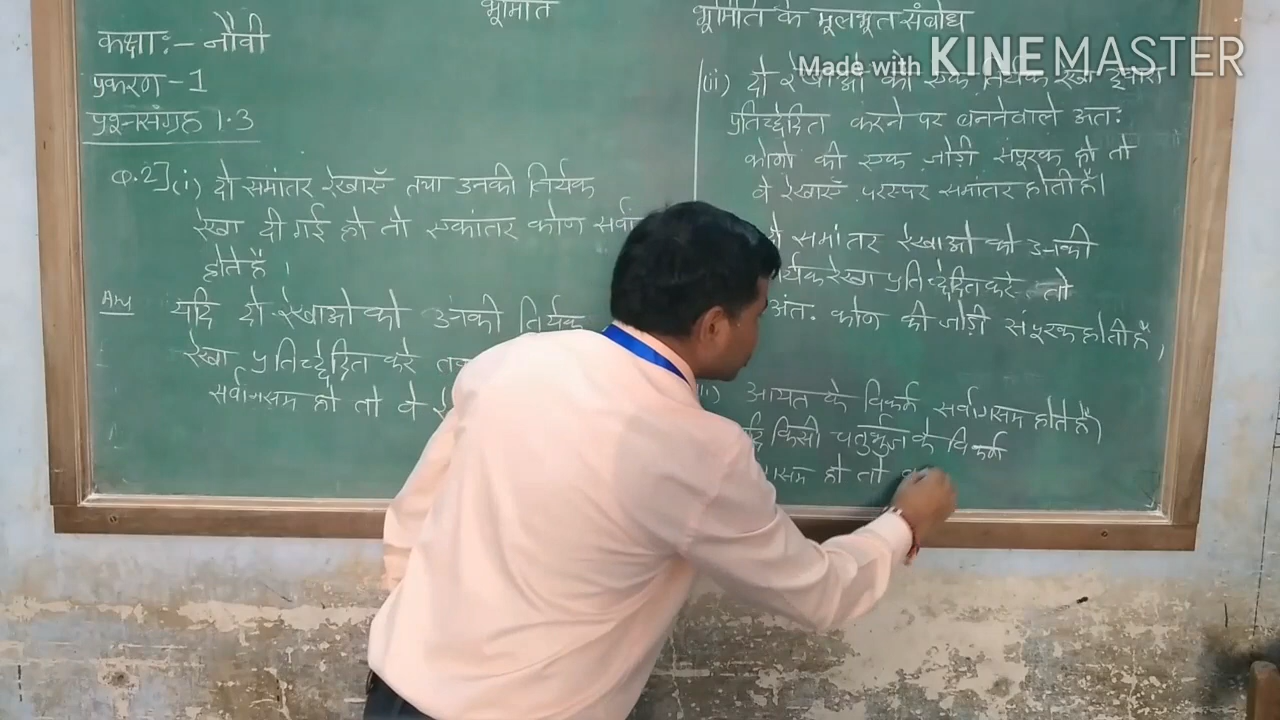 भूमिति
कक्षाः- नौवी
प्रकरण - 1
प्रश्नसंग्रह 1.3
Q.2] (i) दो समांतर रेखाएँ तथा उनकी तिर्यक
रेखा दी गई हो तो एकांतर कोण
होते हैं ।
Ans यदि दो रेखाओं को उनकी तिर्यक
रेखा प्रतिच्छेदित करे
सर्वांगसम हो तो वे
भूमिति के मूलभूत संबोध
Made with KINEMASTER
(ii) दो रेखाओं को एक तिर्यक रेखा द्वारा
प्रतिच्छेदित करने पर बननेवाले अंतः
कोणों की एक जोड़ी संपूरक हो तो
वे रेखाएँ परस्पर समांतर होती हैं।
समांतर रेखाओं को उनकी
रेखा प्रतिच्छेदित करे तो
अंतः कोण की जोड़ी संपूरक होती हैं,
आयत के विकर्ण सर्वांगसम होते हैं)
किसी चतुर्भुज के विकर्ण
हो तो